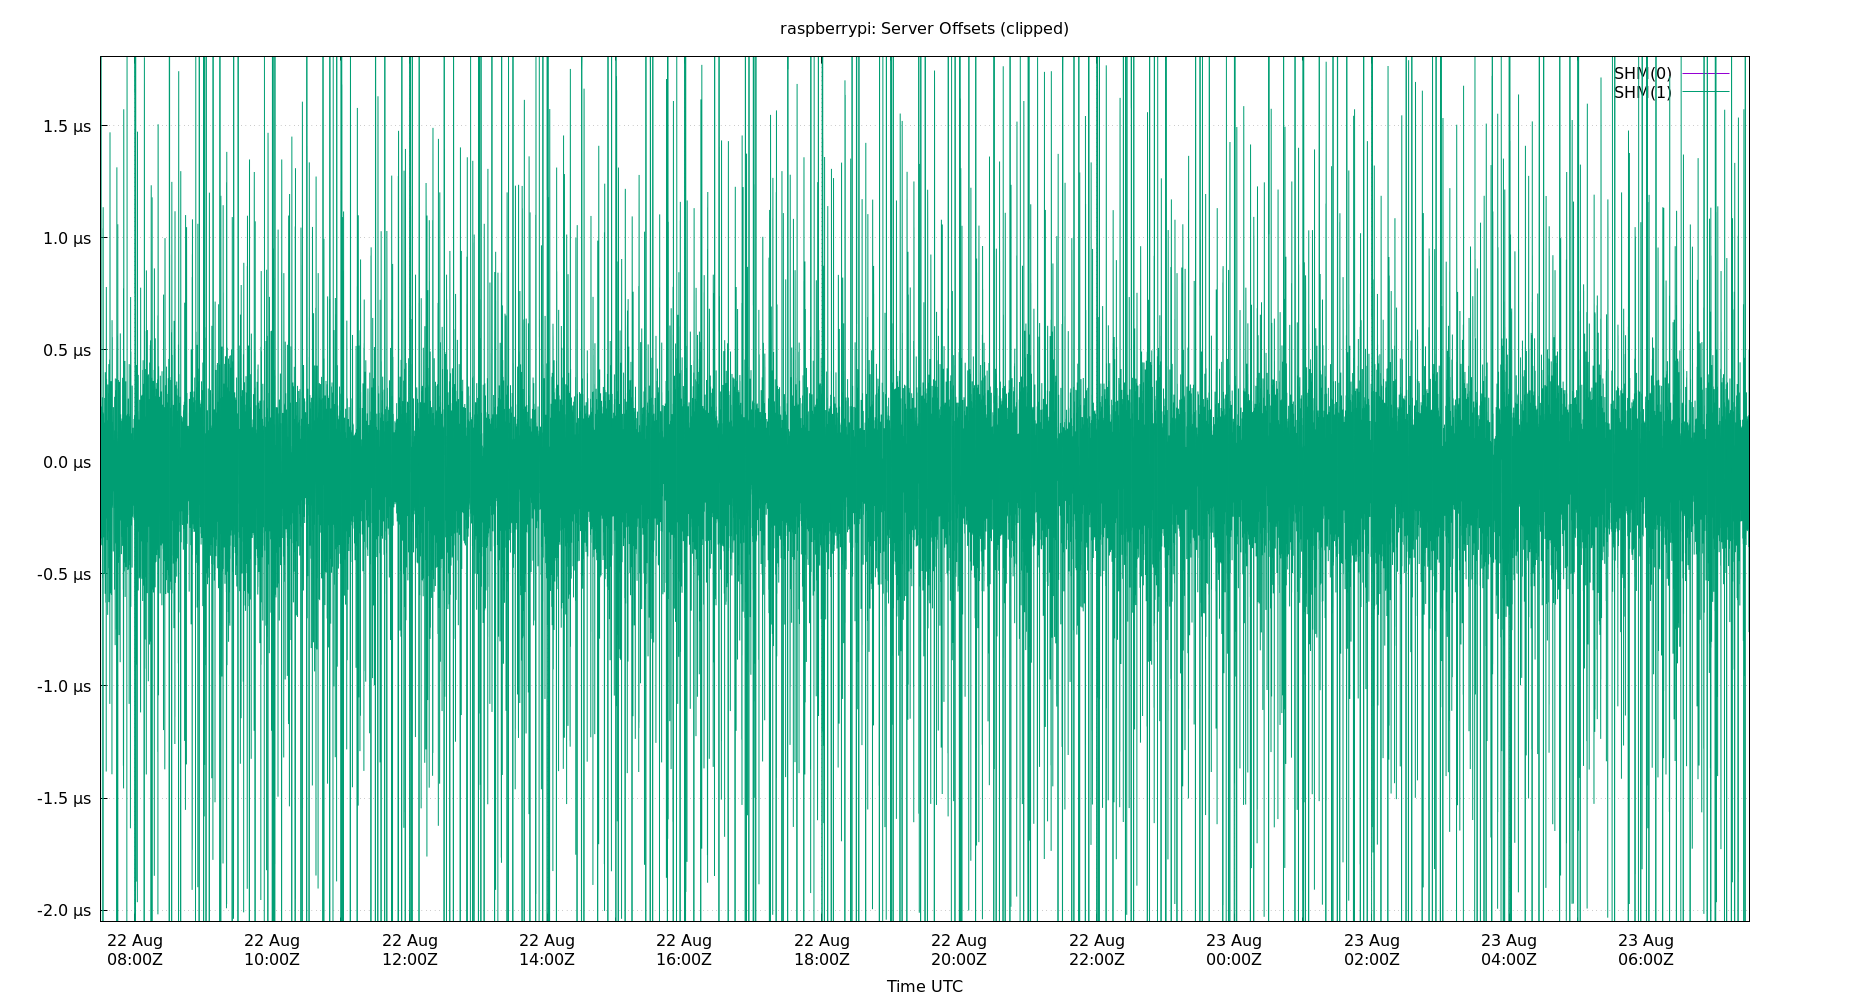 raspberrypi: Server Offsets (clipped)
SHM(0)
SHM(1)
1.5 µs
1.0 µs
0.5 µs
0.0 µs
-0.5 µs
-1.0 µs
-1.5 µs
-2.0 µs
22 Aug 22 Aug 22 Aug 22 Aug 22 Aug 22 Aug 22 Aug 22 Aug 23 Aug 23 Aug 23 Aug 23 Aug
08:00Z 10:00Z 12:00Z 14:00Z 16:00Z 18:00Z 20:00Z 22:00Z 00:00Z 02:00Z 04:00Z 06:00Z
Time UTC